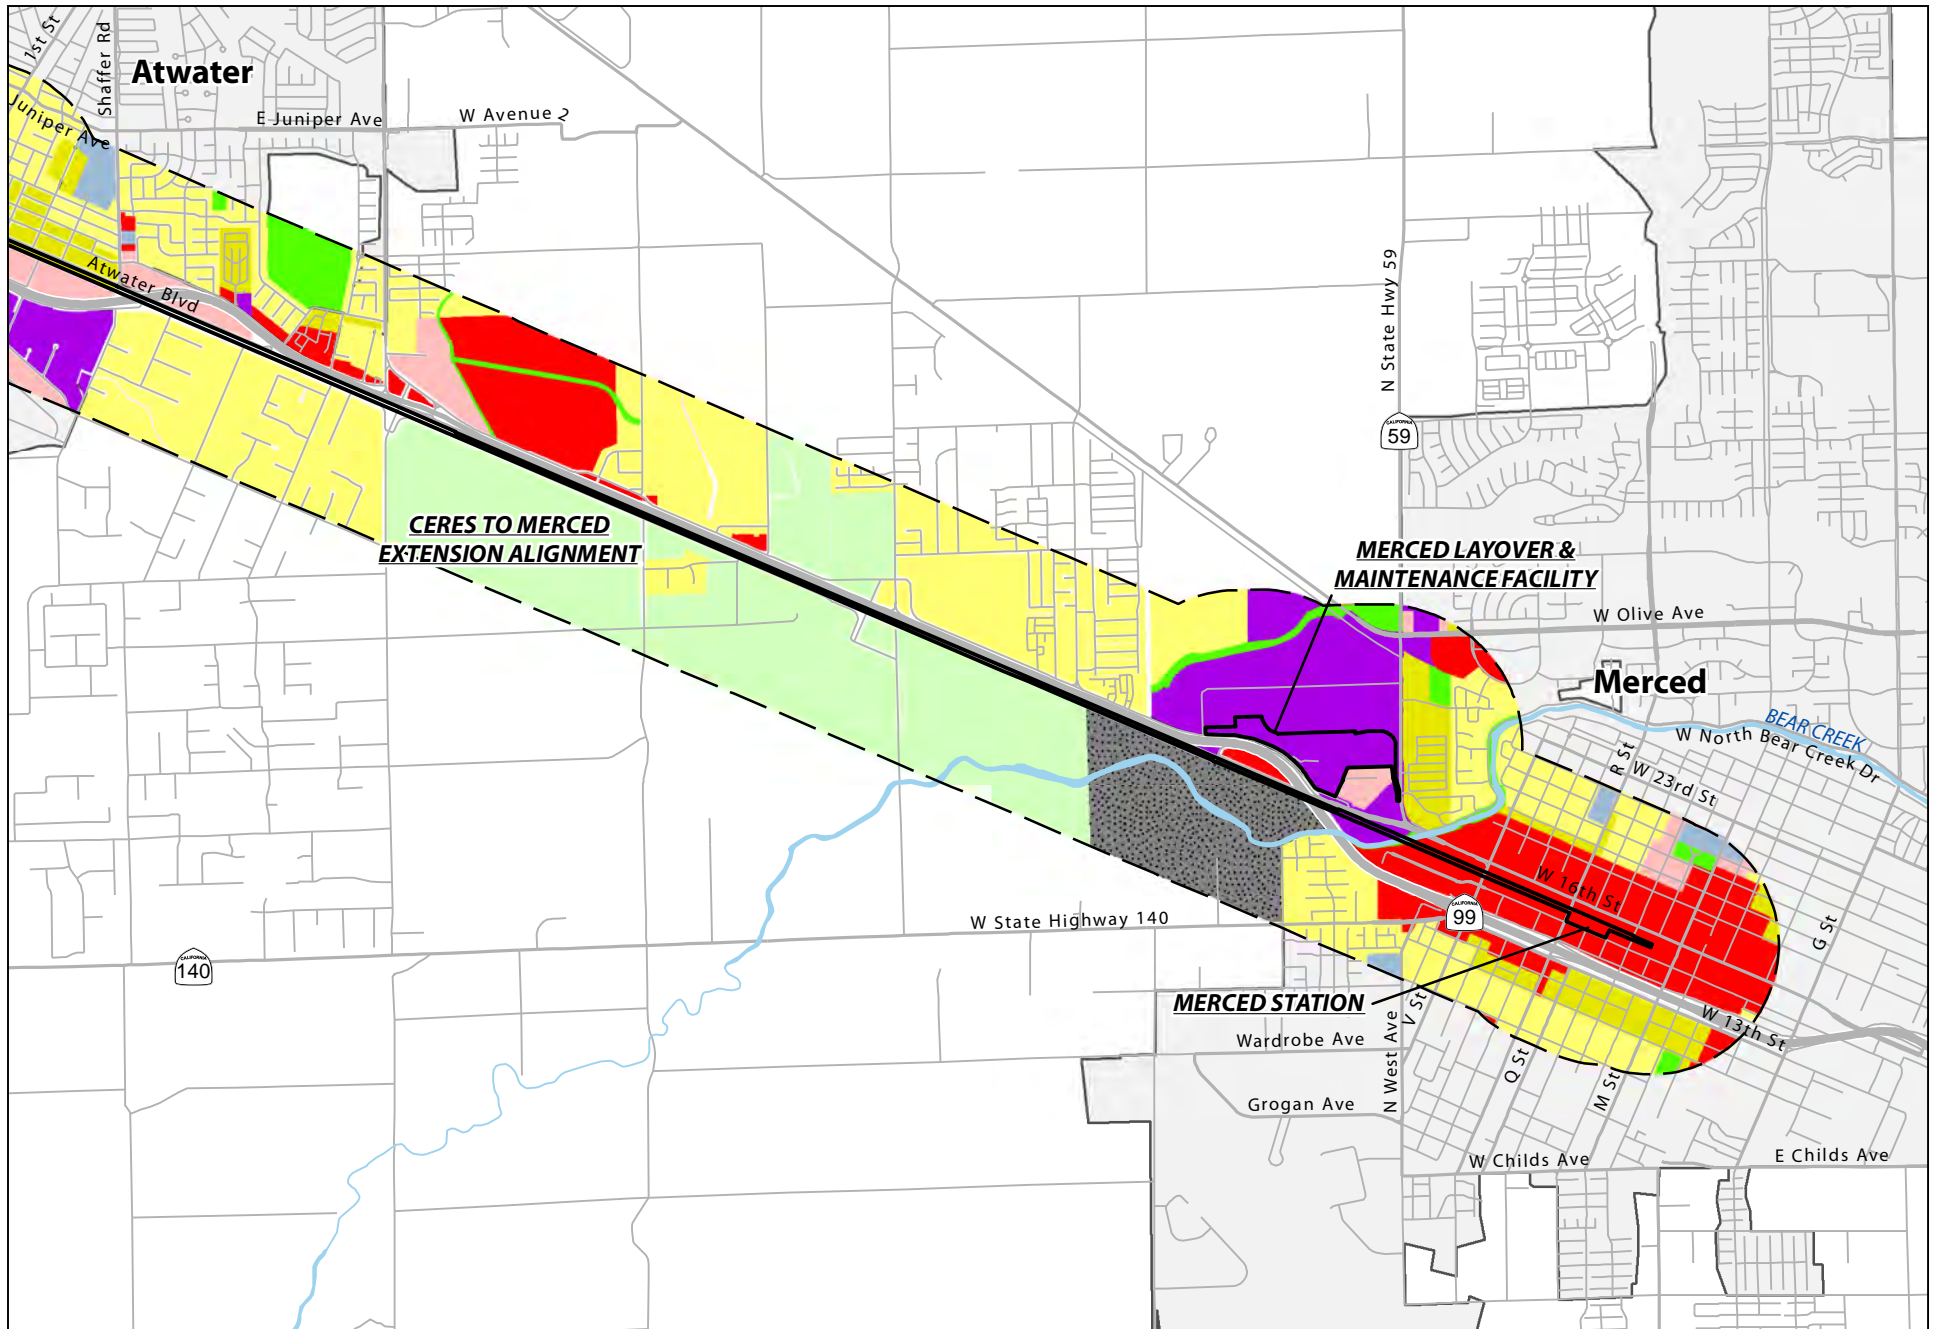 1st St
Shaffer Rd
Atwater
Juniper Ave
E Juniper Ave
W Avenue 2
Atwater Blvd
N State Hwy 59
CALIFORNIA
59
CERES TO MERCED
EXTENSION ALIGNMENT
MERCED LAYOVER &
MAINTENANCE FACILITY
W Olive Ave
Merced
BEAR CREEK
W North Bear Creek Dr
R St
W 23rd St
W 16th St
CALIFORNIA
99
G St
W State Highway 140
CALIFORNIA
140
MERCED STATION
V St
W 13th St
Wardrobe Ave
N West Ave
Q St
M St
Grogan Ave
W Childs Ave
E Childs Ave